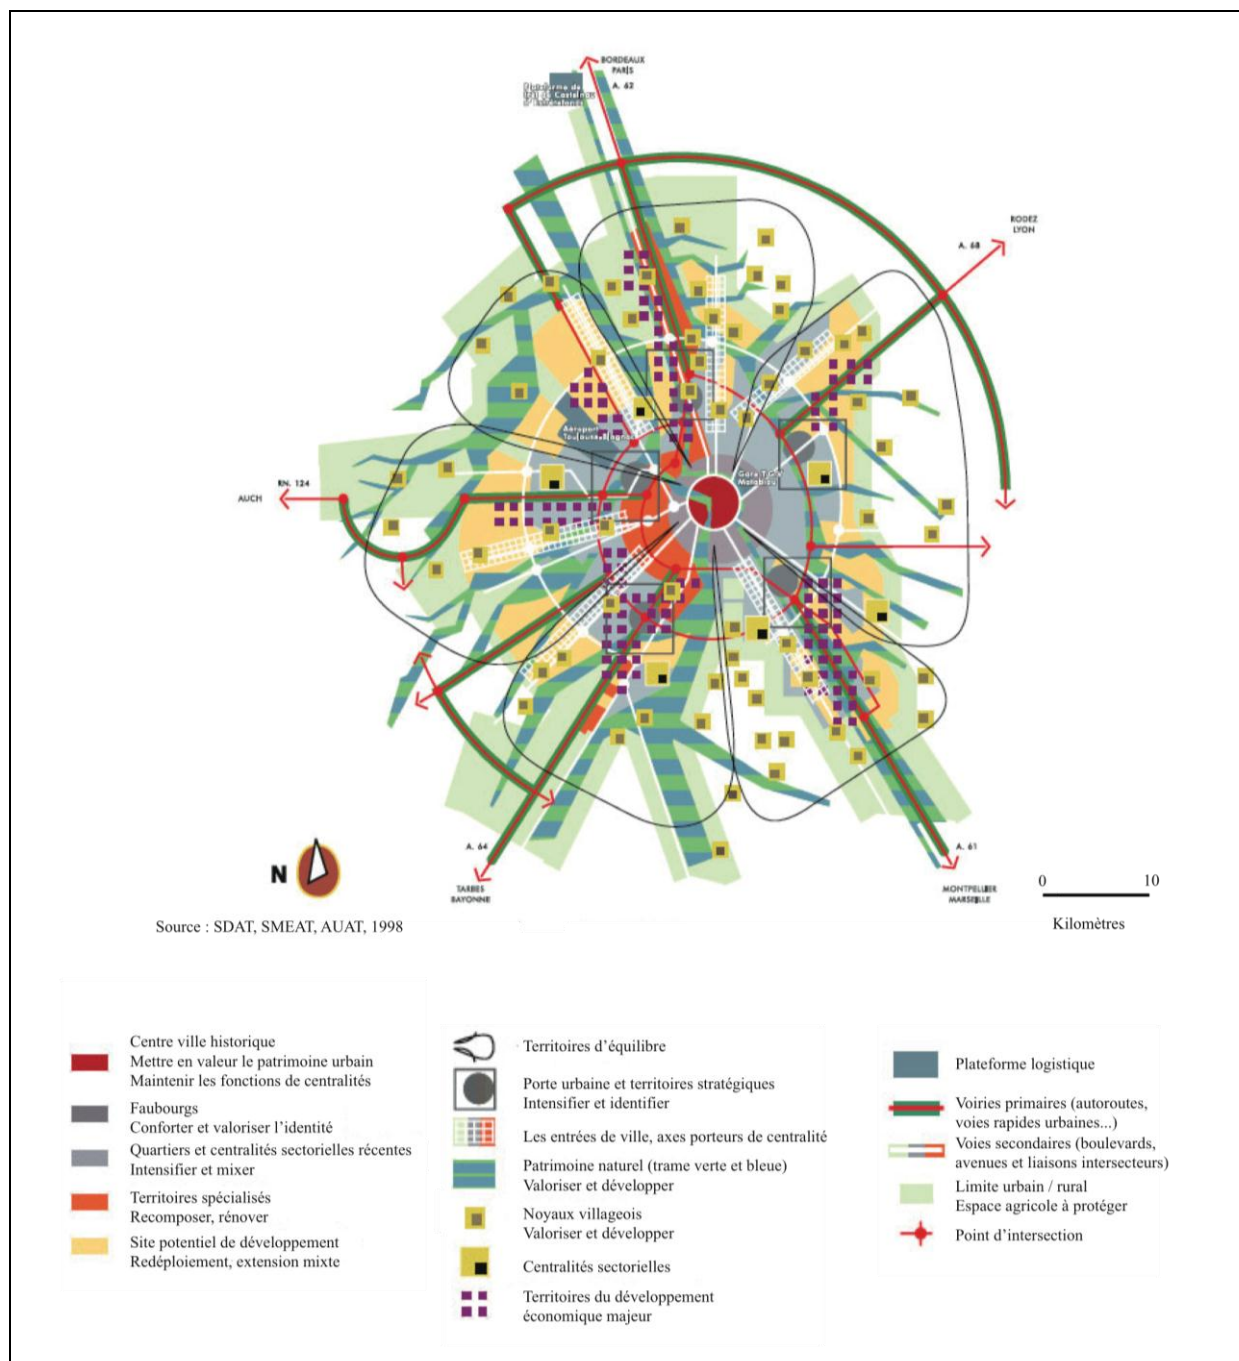 BORDEAUX
PARIS
A. 62
RODEZ
LYON
A. 68
Aéroport
Gare T G V
Matabiau
RN. 124
AUCH
A. 64
TARBES
BAYONNE
A. 61
MONTPELLIER
MARSEILLE
N
0 10
Kilomètres
Source : SDAT, SMEAT, AUAT, 1998
Centre ville historique
Mettre en valeur le patrimoine urbain
Maintenir les fonctions de centralités
Faubourgs
Conforter et valoriser l'identité
Quartiers et centralités sectorielles récentes
Intensifier et mixer
Territoires spécialisés
Recomposer, rénover
Site potentiel de développement
Redéploiement, extension mixte
Territoires d'équilibre
Porte urbaine et territoires stratégiques
Intensifier et identifier
Les entrées de ville, axes porteurs de centralité
Patrimoine naturel (trame verte et bleue)
Valoriser et développer
Noyaux villageois
Valoriser et développer
Centralités sectorielles
Territoires du développement
économique majeur
Plateforme logistique
Voiries primaires (autoroutes,
voies rapides urbaines...)
Voies secondaires (boulevards,
avenues et liaisons intersecteurs)
Limite urbain / rural
Espace agricole à protéger
Point d'intersection